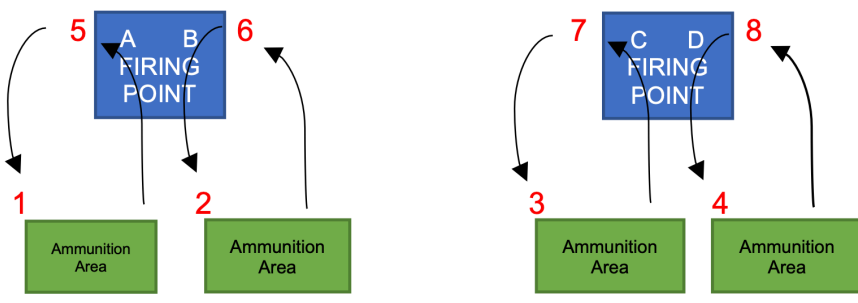 5 A B 6
FIRING
POINT
7 C D 8
FIRING
POINT
1 2
3 4
Ammunition
Area
Ammunition
Area
Ammunition
Area
Ammunition
Area